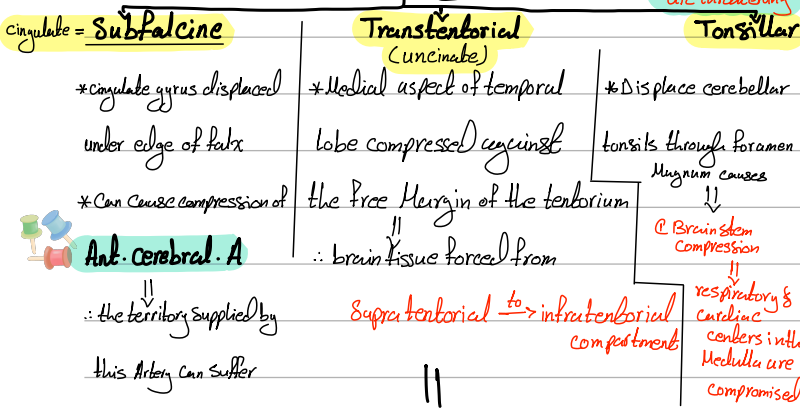 cingulate = Subfalcine
*cingulate gyrus displaced
under edge of falx
*Can cause compression of
Ant. cerebral. A
∴ the territory supplied by
this Artery can suffer
Transtentorial
(uncinate)
*Medial aspect of temporal
lobe compressed against
the free Margin of the tentorium
∴ brain tissue forced from
Supratentorial to → infratentorial
compartment
Tonsillar
*Displace cerebellar
tonsils through foramen
Magnum causes
Brainstem
Compression
respiratory &
cardiac
centers in th
Medulla are
compromised